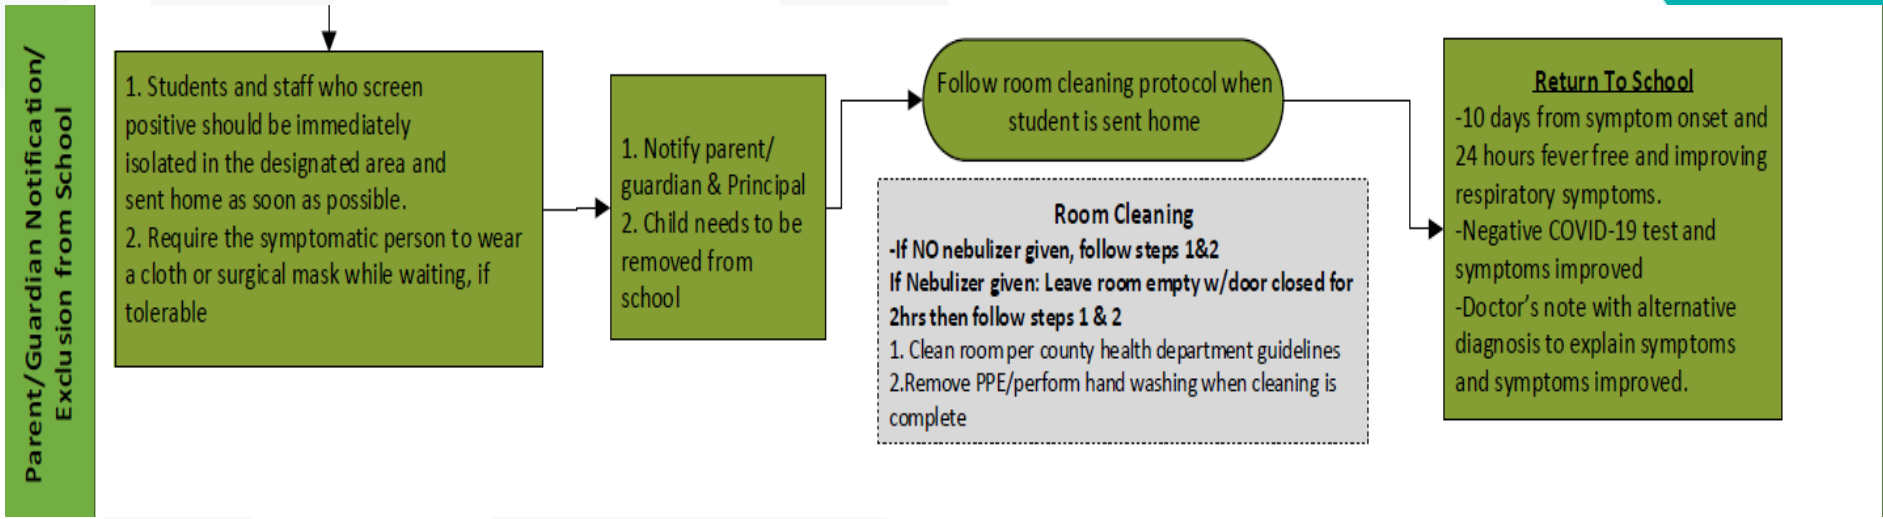 Parent/Guardian Notification/
Exclusion from School
1. Students and staff who screen
positive should be immediately
isolated in the designated area and
sent home as soon as possible.
2. Require the symptomatic person to wear
a cloth or surgical mask while waiting, if
tolerable
1. Notify parent/
guardian & Principal
2. Child needs to be
removed from
school
Follow room cleaning protocol when
student is sent home
Room Cleaning
-If NO nebulizer given, follow steps 1&2
If Nebulizer given: Leave room empty w/door closed for
2hrs then follow steps 1 & 2
1. Clean room per county health department guidelines
2.Remove PPE/perform hand washing when cleaning is
complete
Return To School
-10 days from symptom onset and
24 hours fever free and improving
respiratory symptoms.
-Negative COVID-19 test and
symptoms improved
-Doctor's note with alternative
diagnosis to explain symptoms
and symptoms improved.